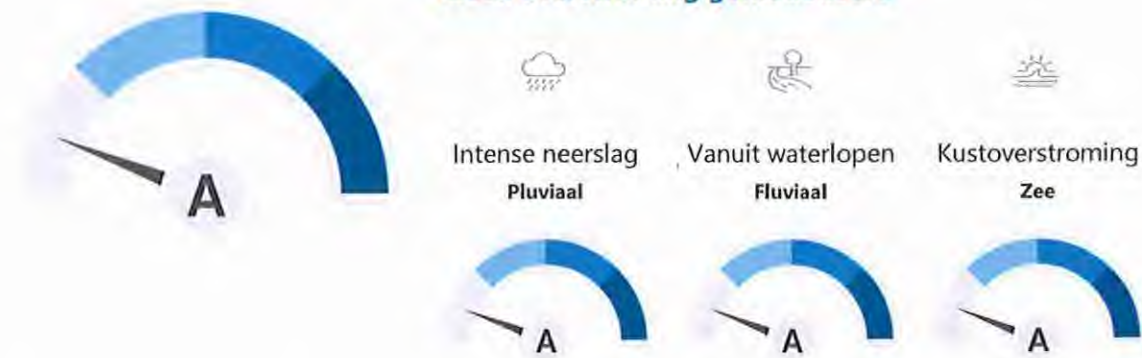 A
Intense neerslag
Vanuit waterlopen
Kustoverstroming
Pluviaal
Fluviaal
Zee
A
A
A